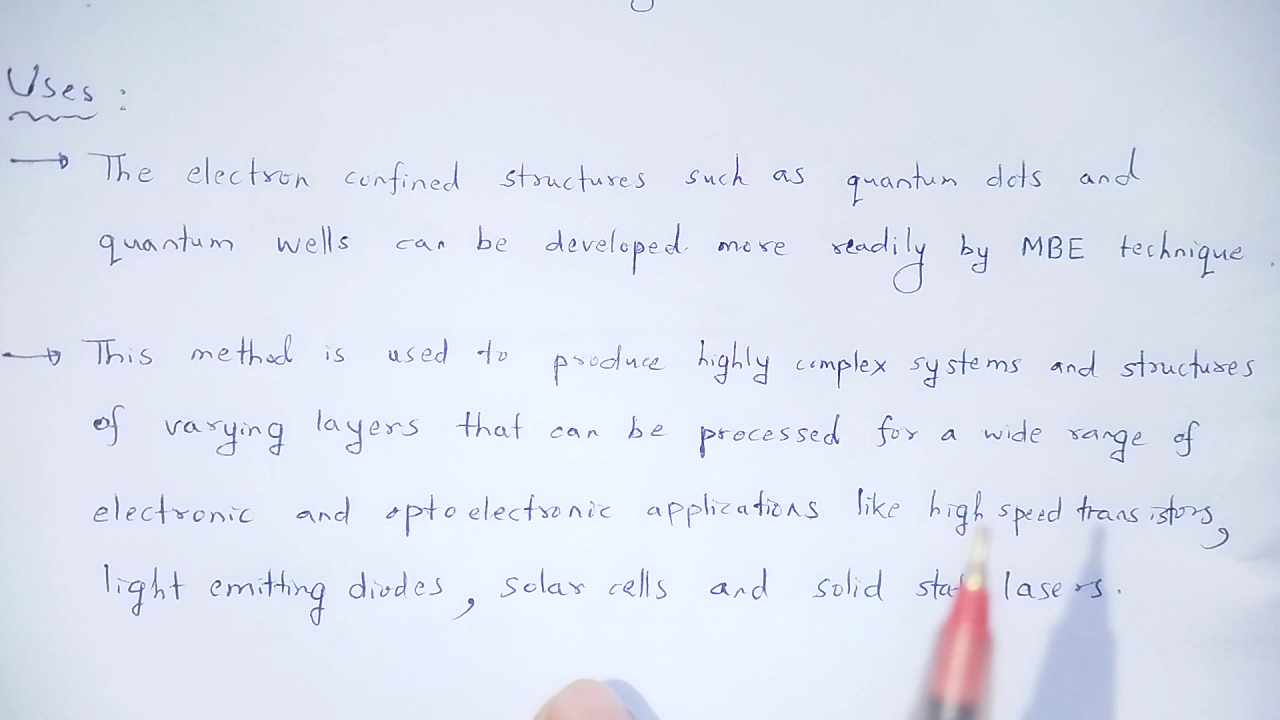 Uses :
→ The electron confined structures such as quantum dots and
quantum wells can be developed. more readily by MBE technique.
→ This method is used to produce highly complex systems and structures
of varying layers that can be processed for a wide range of
electronic and optoelectronic applications like high speed transistors,
light emitting diodes, solar cells and solid lasers.